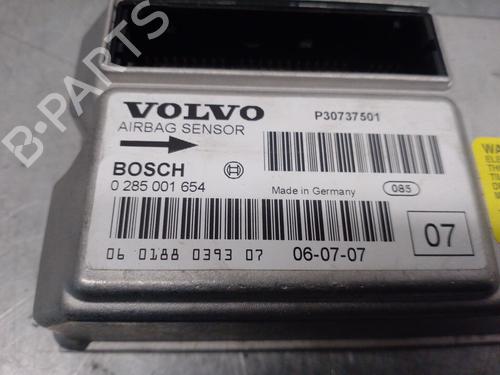 VOLVO
AIRBAG SENSOR
P30737501
BOSCH
0 285 001 654
Made in Germany
085
06 0188 0393 07
06-07-07
07
B-PARTS